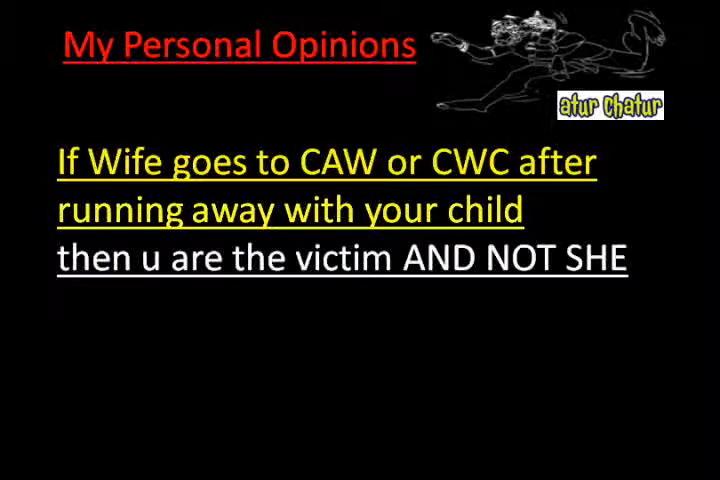 My Personal Opinions
atur chatur
If Wife goes to CAW or CWC after
running away with your child
then u are the victim AND NOT SHE